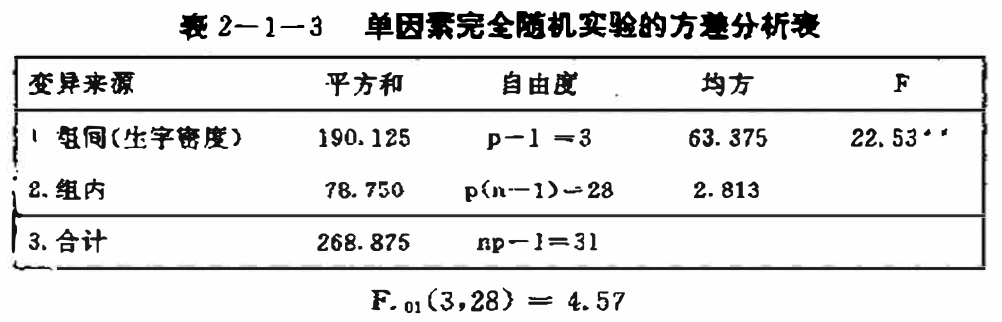 表 2-1-3 单因素完全随机实验的方差分析表
变异来源 平方和 自由度 均方 F
1 组间(生字密度) 190.125 p-1 =3 63.375 22.53**
2. 组内 78.750 p(n-1)=28 2.813
3. 合计 268.875 np-1=31
F.01(3,28) = 4.57